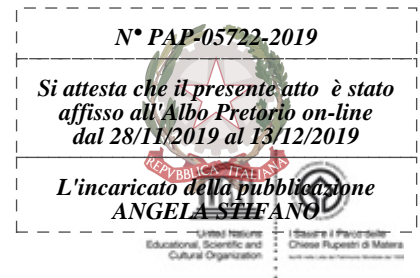 N° PAP-05722-2019
Si attesta che il presente atto è stato
affisso all'Albo Pretorio on-line
dal 28/11/2019 al 13/12/2019
REPVBBLICA ITALIANA
L'incaricato della pubblicazione
ANGELA STIFANO
United Nations
Educational, Scientific and
Cultural Organization
I Sassi e il Parco delle
Chiese Rupestri di Matera